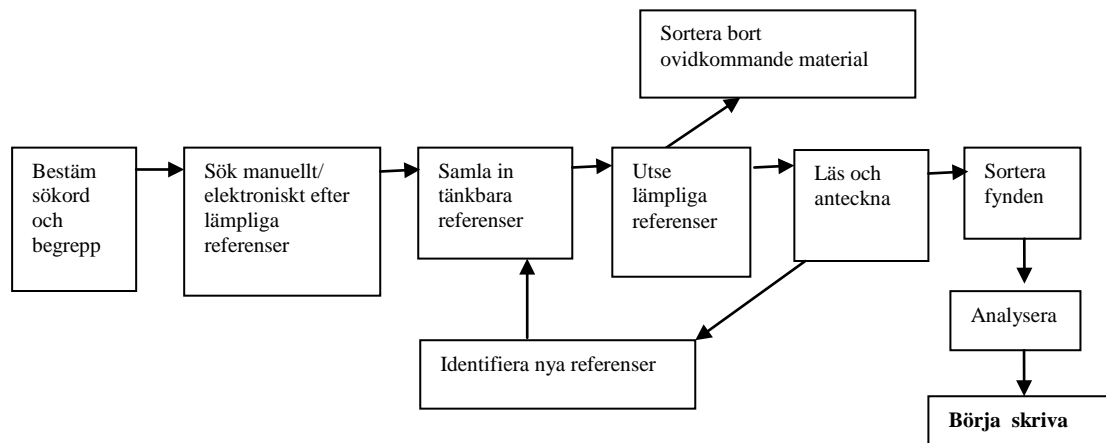 Sortera bort
ovidkommande material
Bestäm
sökord
och
begrepp
Sök manuellt/
elektroniskt efter
lämpliga
referenser
Samla in
tänkbara
referenser
Utse
lämpliga
referenser
Läs och
anteckna
Sortera
fynden
Analysera
Identifiera nya referenser
Börja skriva